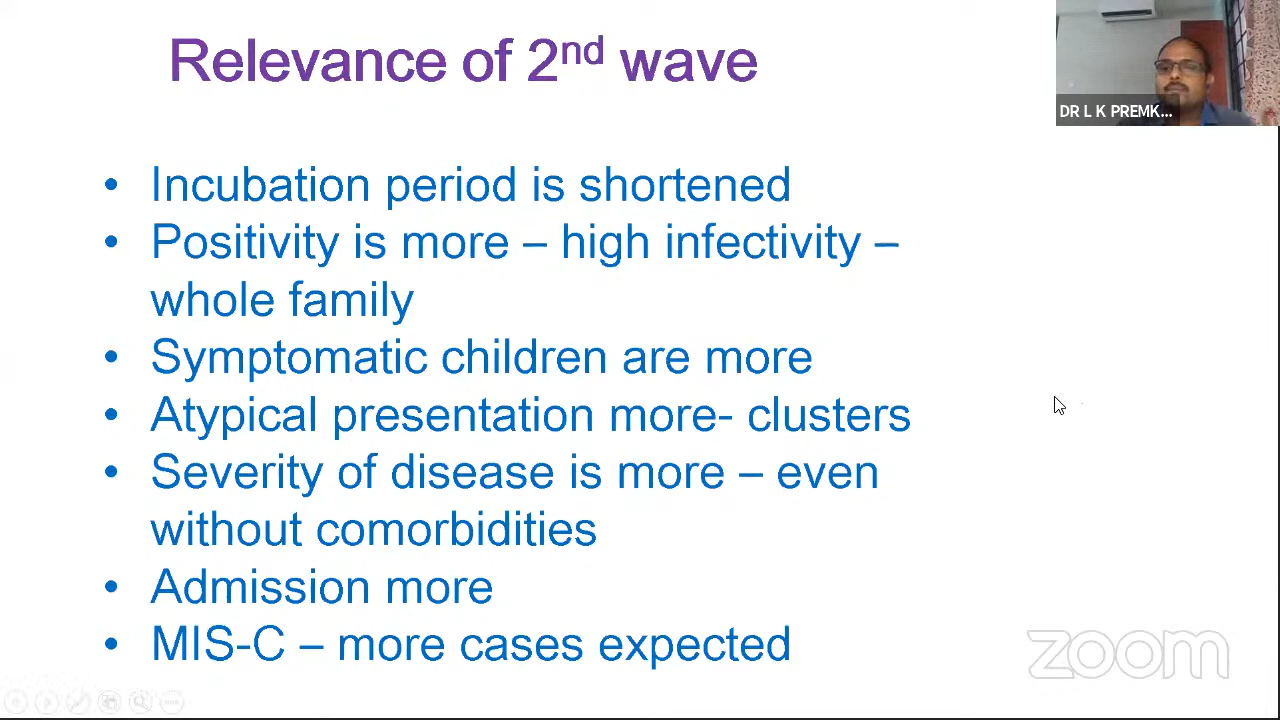 Relevance of 2nd wave
DR L K PREMK...
• Incubation period is shortened
• Positivity is more – high infectivity –
whole family
• Symptomatic children are more
• Atypical presentation more- clusters
• Severity of disease is more – even
without comorbidities
• Admission more
• MIS-C – more cases expected
zoom